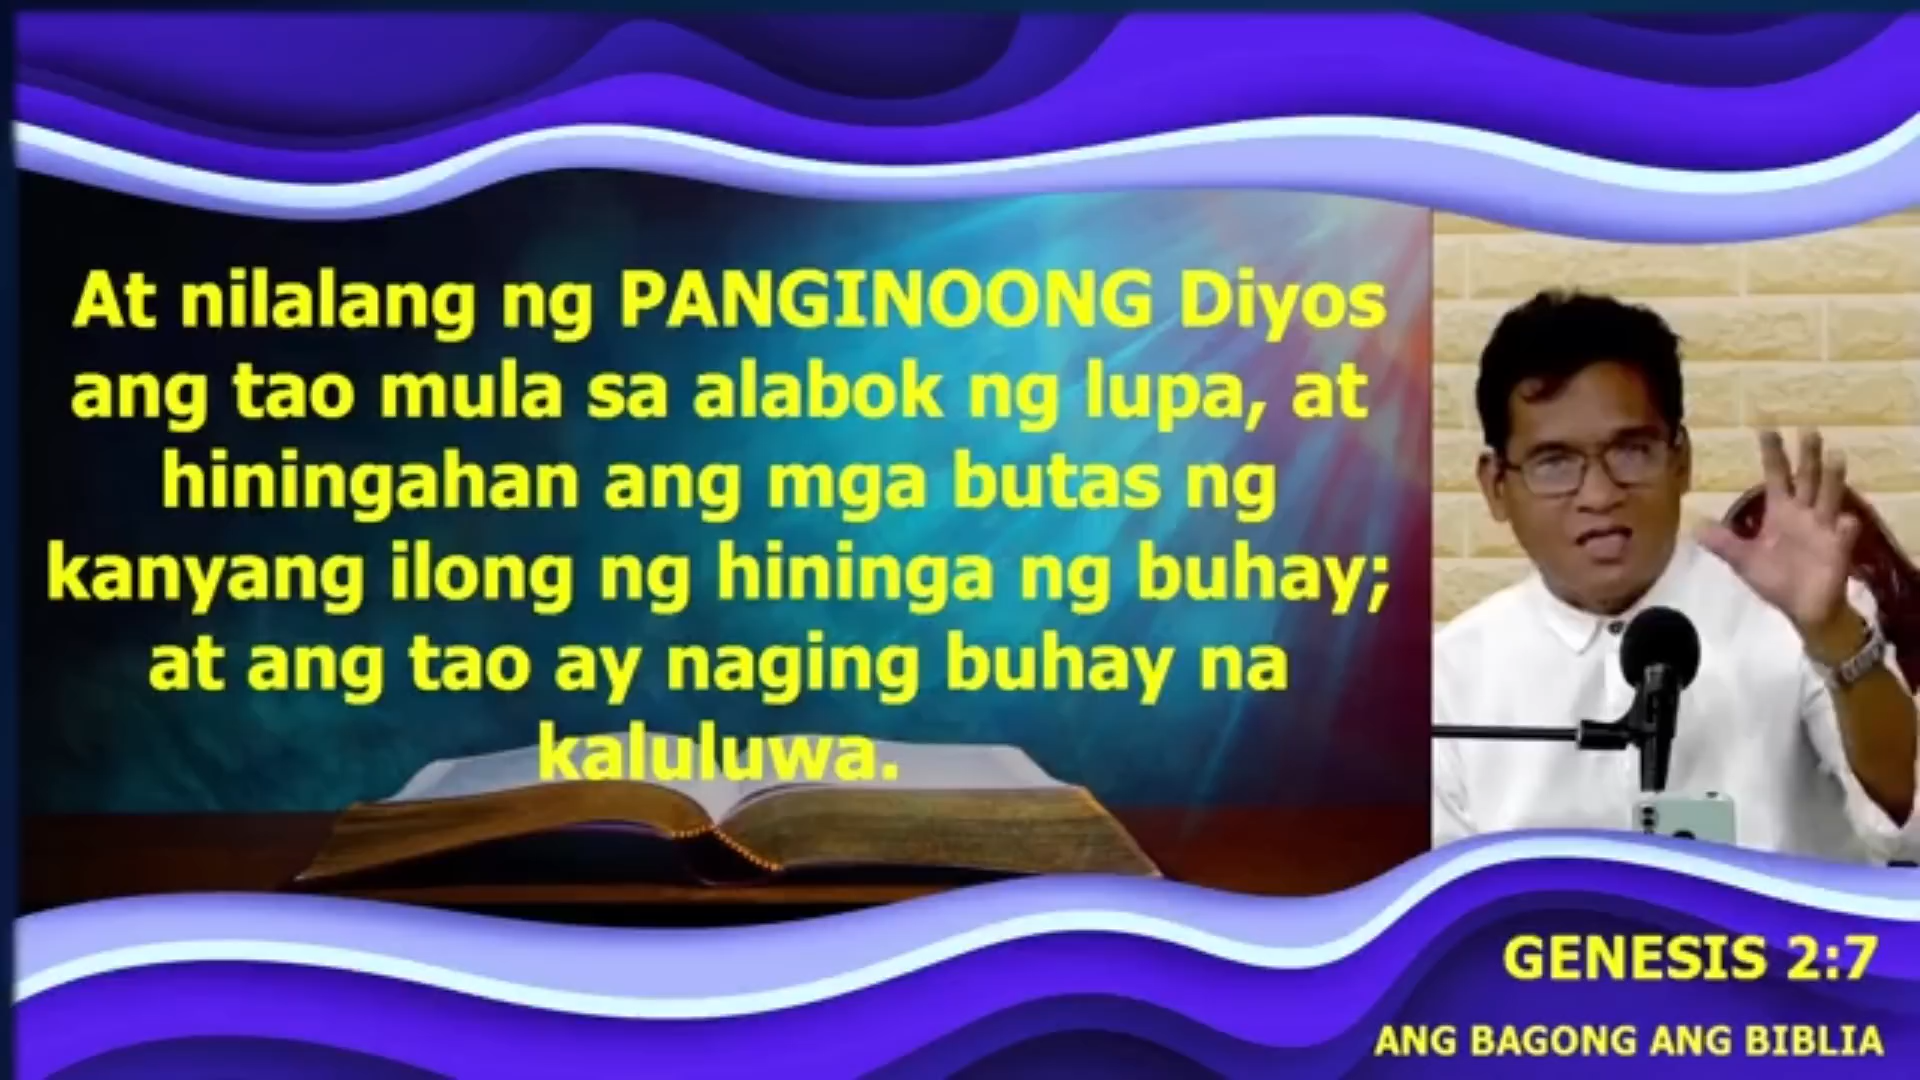 At nilalang ng PANGINOONG Diyos
ang tao mula sa alabok ng lupa, at
hiningahan ang mga butas ng
kanyang ilong ng hininga ng buhay;
at ang tao ay naging buhay na
kaluluwa.
GENESIS 2:7
ANG BAGONG ANG BIBLIA